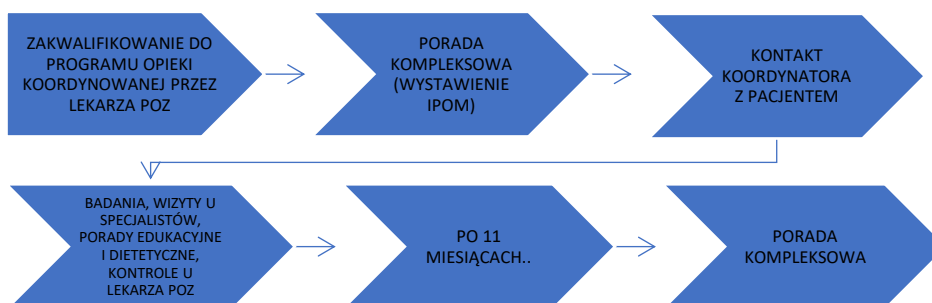 ZAKWALIFIKOWANIE DO
PROGRAMU OPIEKI
KOORDYNOWANEJ PRZEZ
LEKARZA POZ
PORADA
KOMPLEKSOWA
(WYSTAWIENIE
IPOM)
KONTAKT
KOORDYNATORA
Z PACJENTEM
BADANIA, WIZYTY U
SPECJALISTÓW,
PORADY EDUKACYJNE
I DIETETYCZNE,
KONTROLE U
LEKARZA POZ
PO 11
MIESIĄCACH..
PORADA
KOMPLEKSOWA